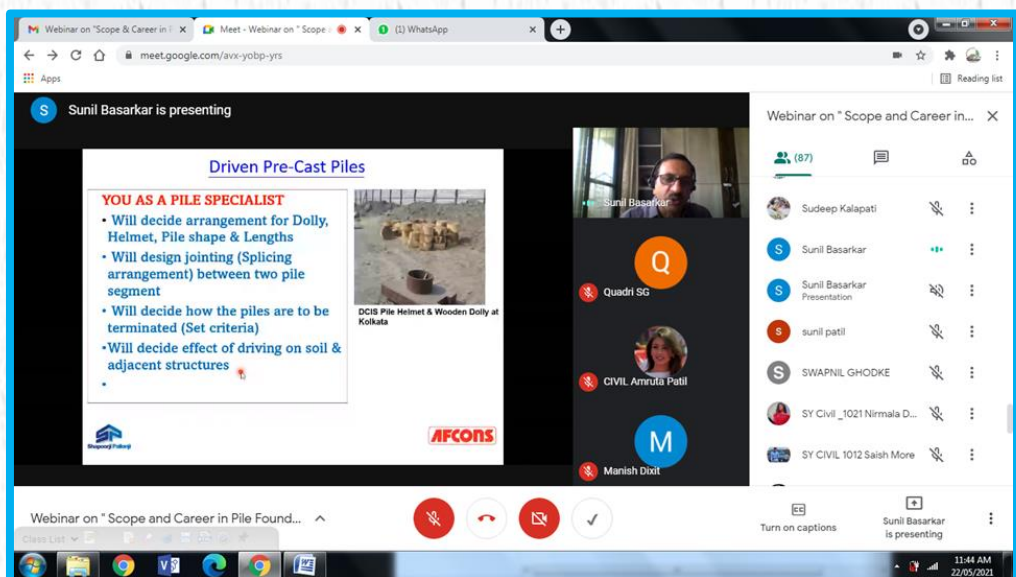 Webinar on "Scope & Career in F
Meet - Webinar on " Scope a
(1) WhatsApp
meet.google.com/avx-yobp-yrs
Apps
Reading list
S
Sunil Basarkar is presenting
Webinar on " Scope and Career in...
(87)
Driven Pre-Cast Piles
YOU AS A PILE SPECIALIST
• Will decide arrangement for Dolly,
Helmet, Pile shape & Lengths
• Will design jointing (Splicing
arrangement) between two pile
segment
• Will decide how the piles are to be
terminated (Set criteria)
•Will decide effect of driving on soil &
adjacent structures
•
DCIS Pile Helmet & Wooden Dolly at
Kolkata
Shapoorji Pallonji
AFCONS
Sunil Basarkar
Q
Quadri SG
CIVIL Amruta Patil
M
Manish Dixit
Sudeep Kalapati
S
Sunil Basarkar
S
Sunil Basarkar
Presentation
s
sunil patil
S
SWAPNIL GHODKE
SY Civil _1021 Nirmala D...
SY CIVIL 1012 Saish More
Webinar on " Scope and Career in Pile Found...
Class List
CC
Turn on captions
Sunil Basarkar
is presenting
11:44 AM
22/05/2021